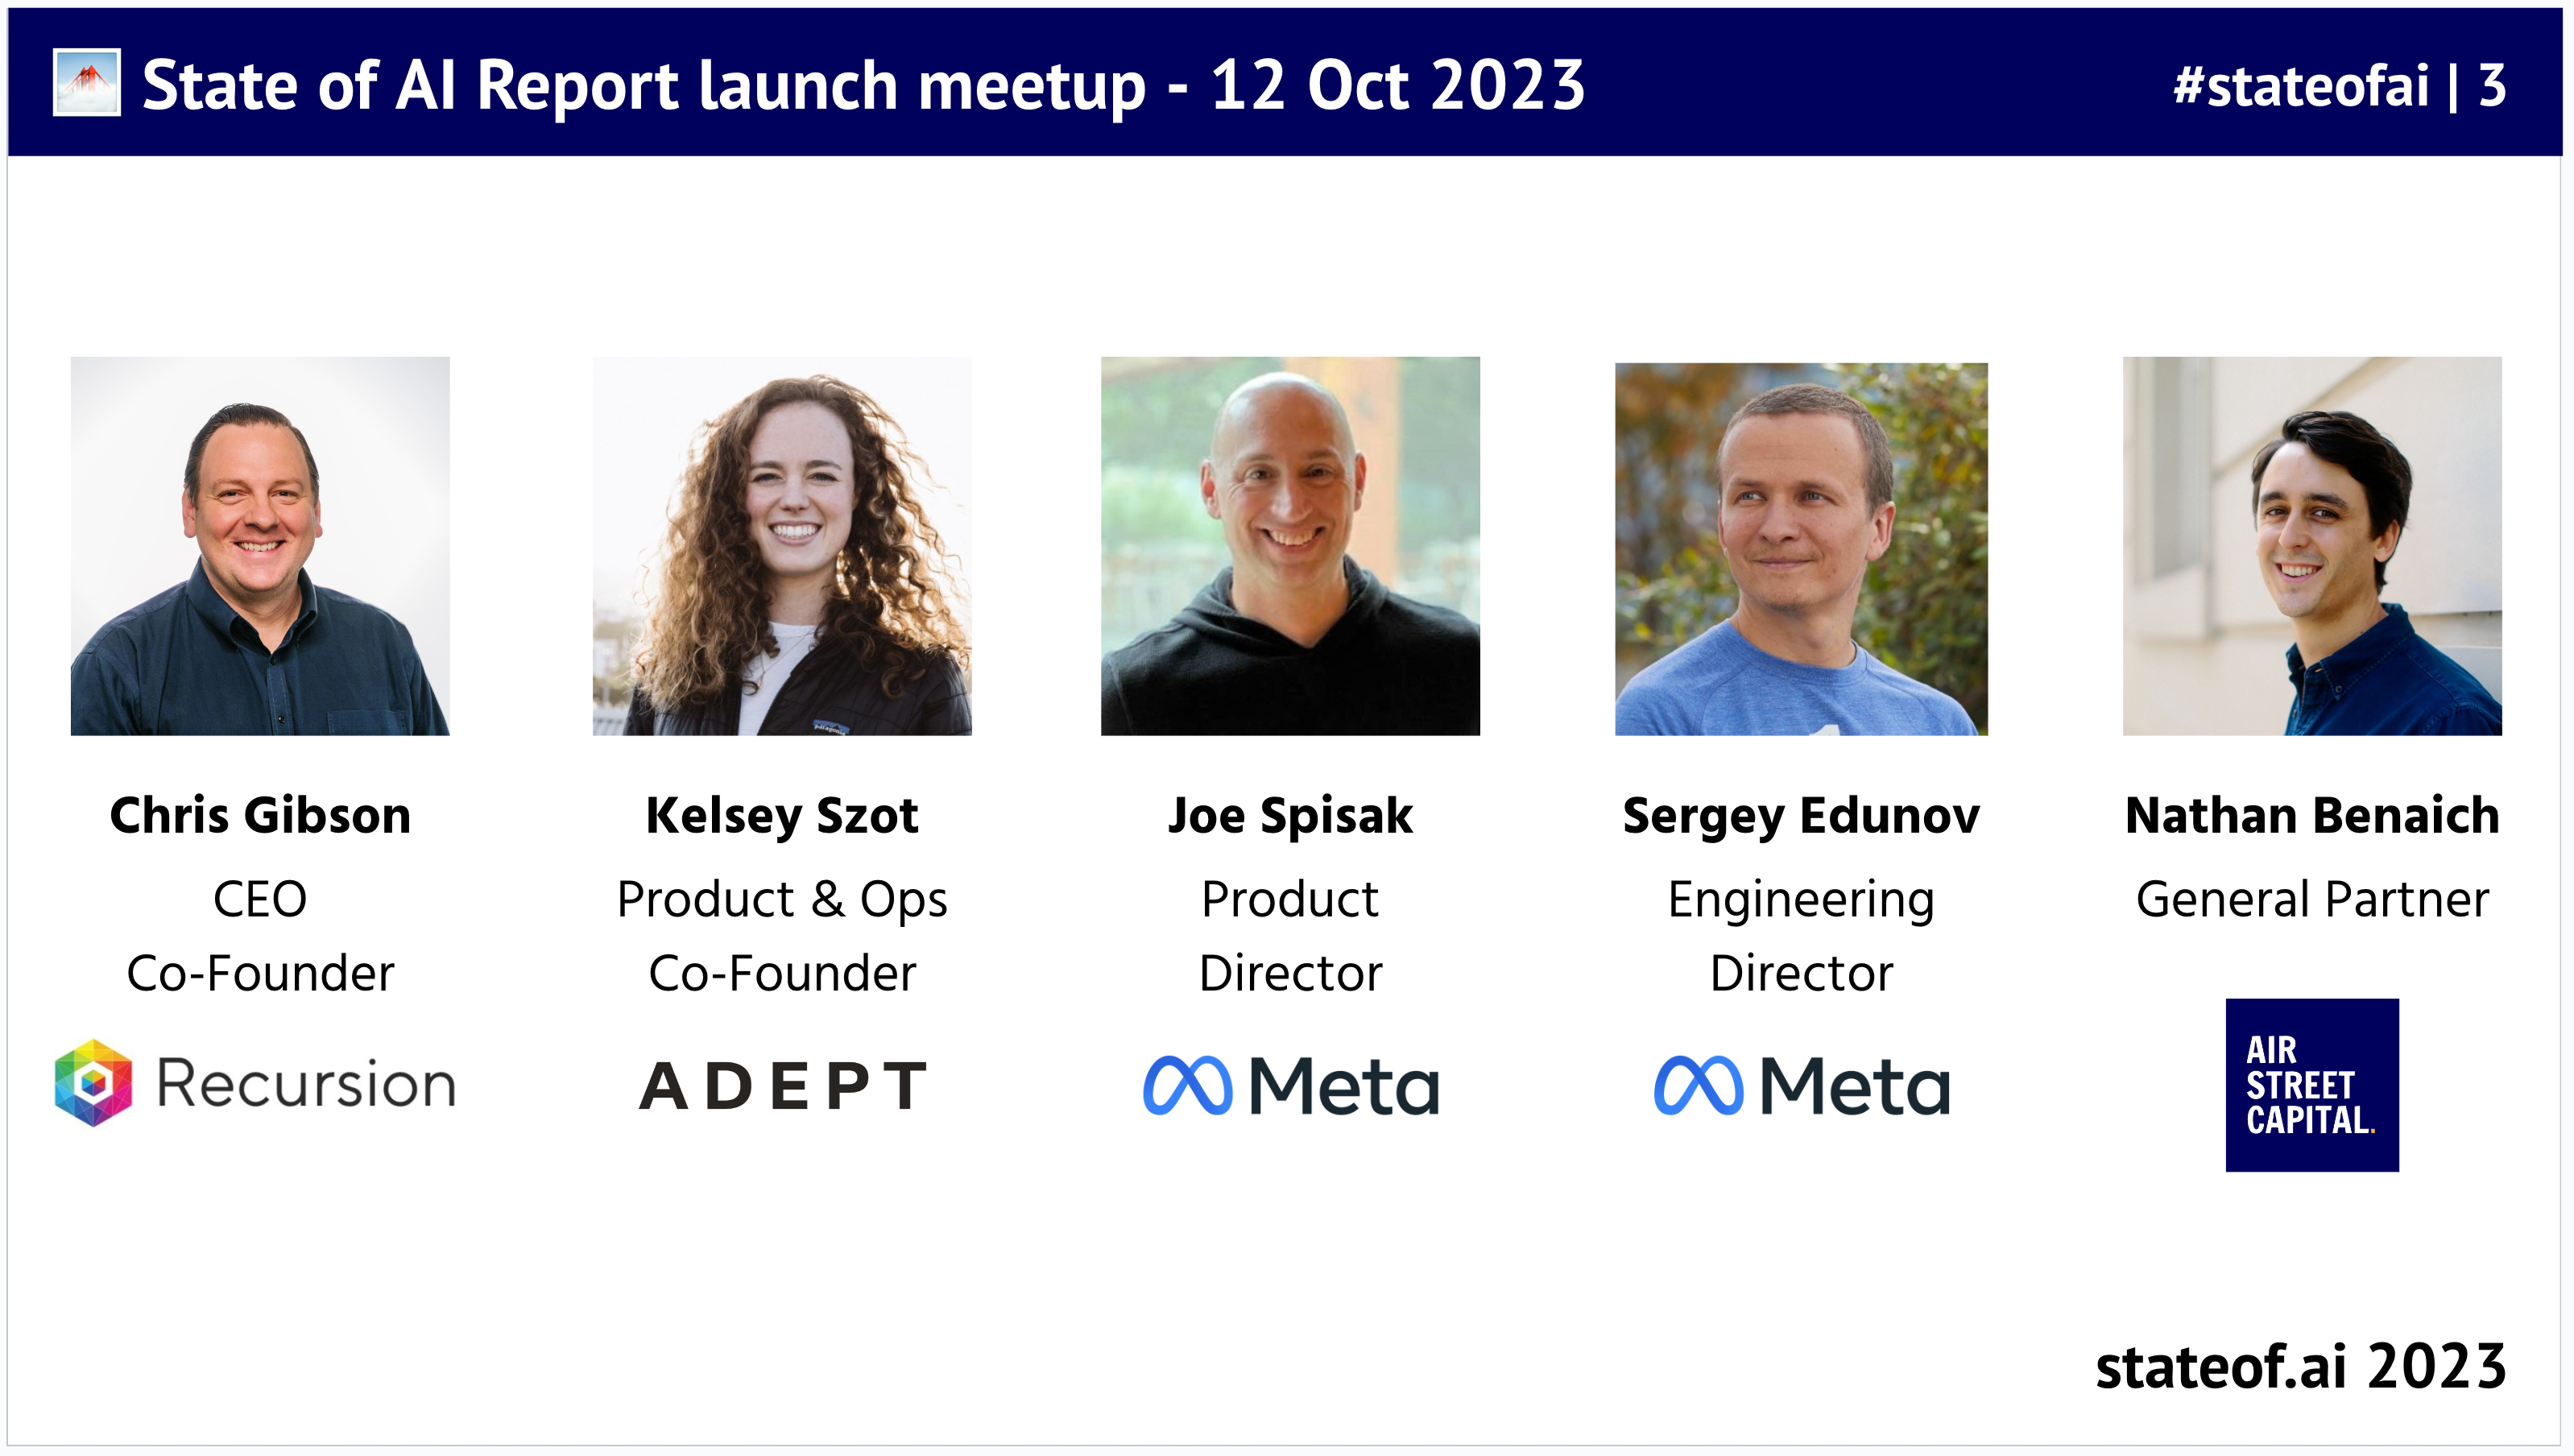 State of AI Report launch meetup - 12 Oct 2023
#stateofai | 3
patagonia
Chris Gibson
CEO
Co-Founder
Recursion
Kelsey Szot
Product & Ops
Co-Founder
ADEPT
Joe Spisak
Product
Director
Meta
Sergey Edunov
Engineering
Director
Meta
Nathan Benaich
General Partner
AIR
STREET
CAPITAL.
stateof.ai 2023